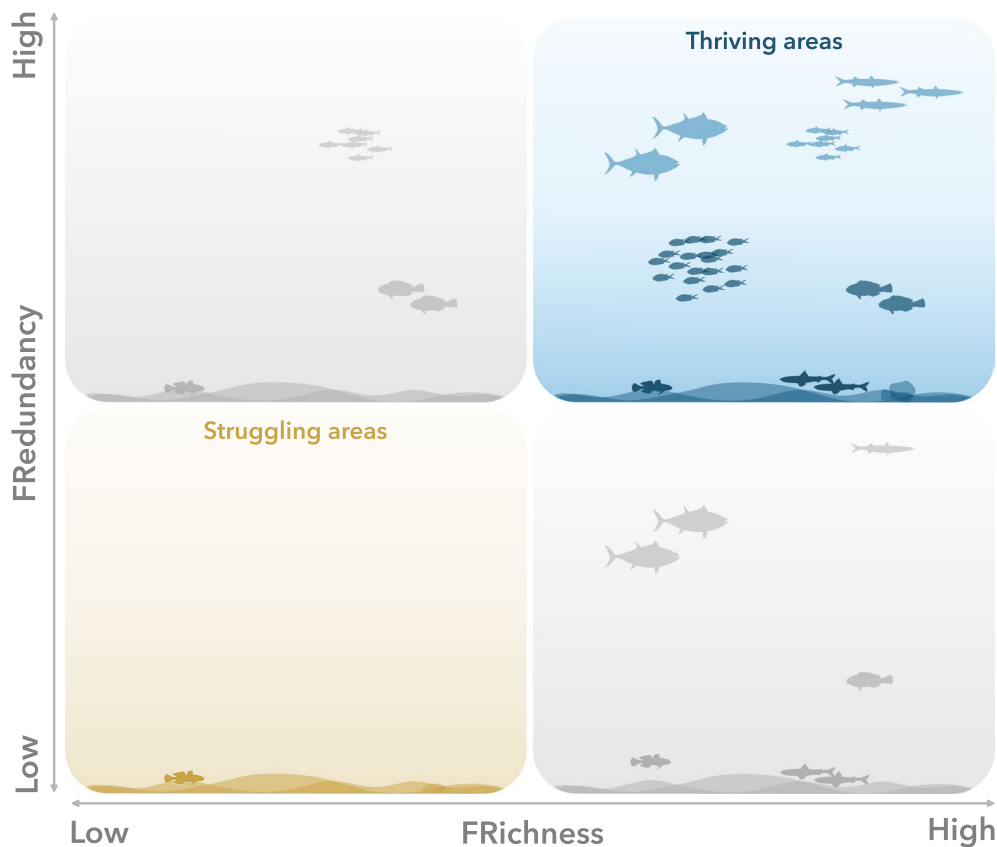 High
Thriving areas
FRedundancy
Struggling areas
Low
Low
FRichness
High